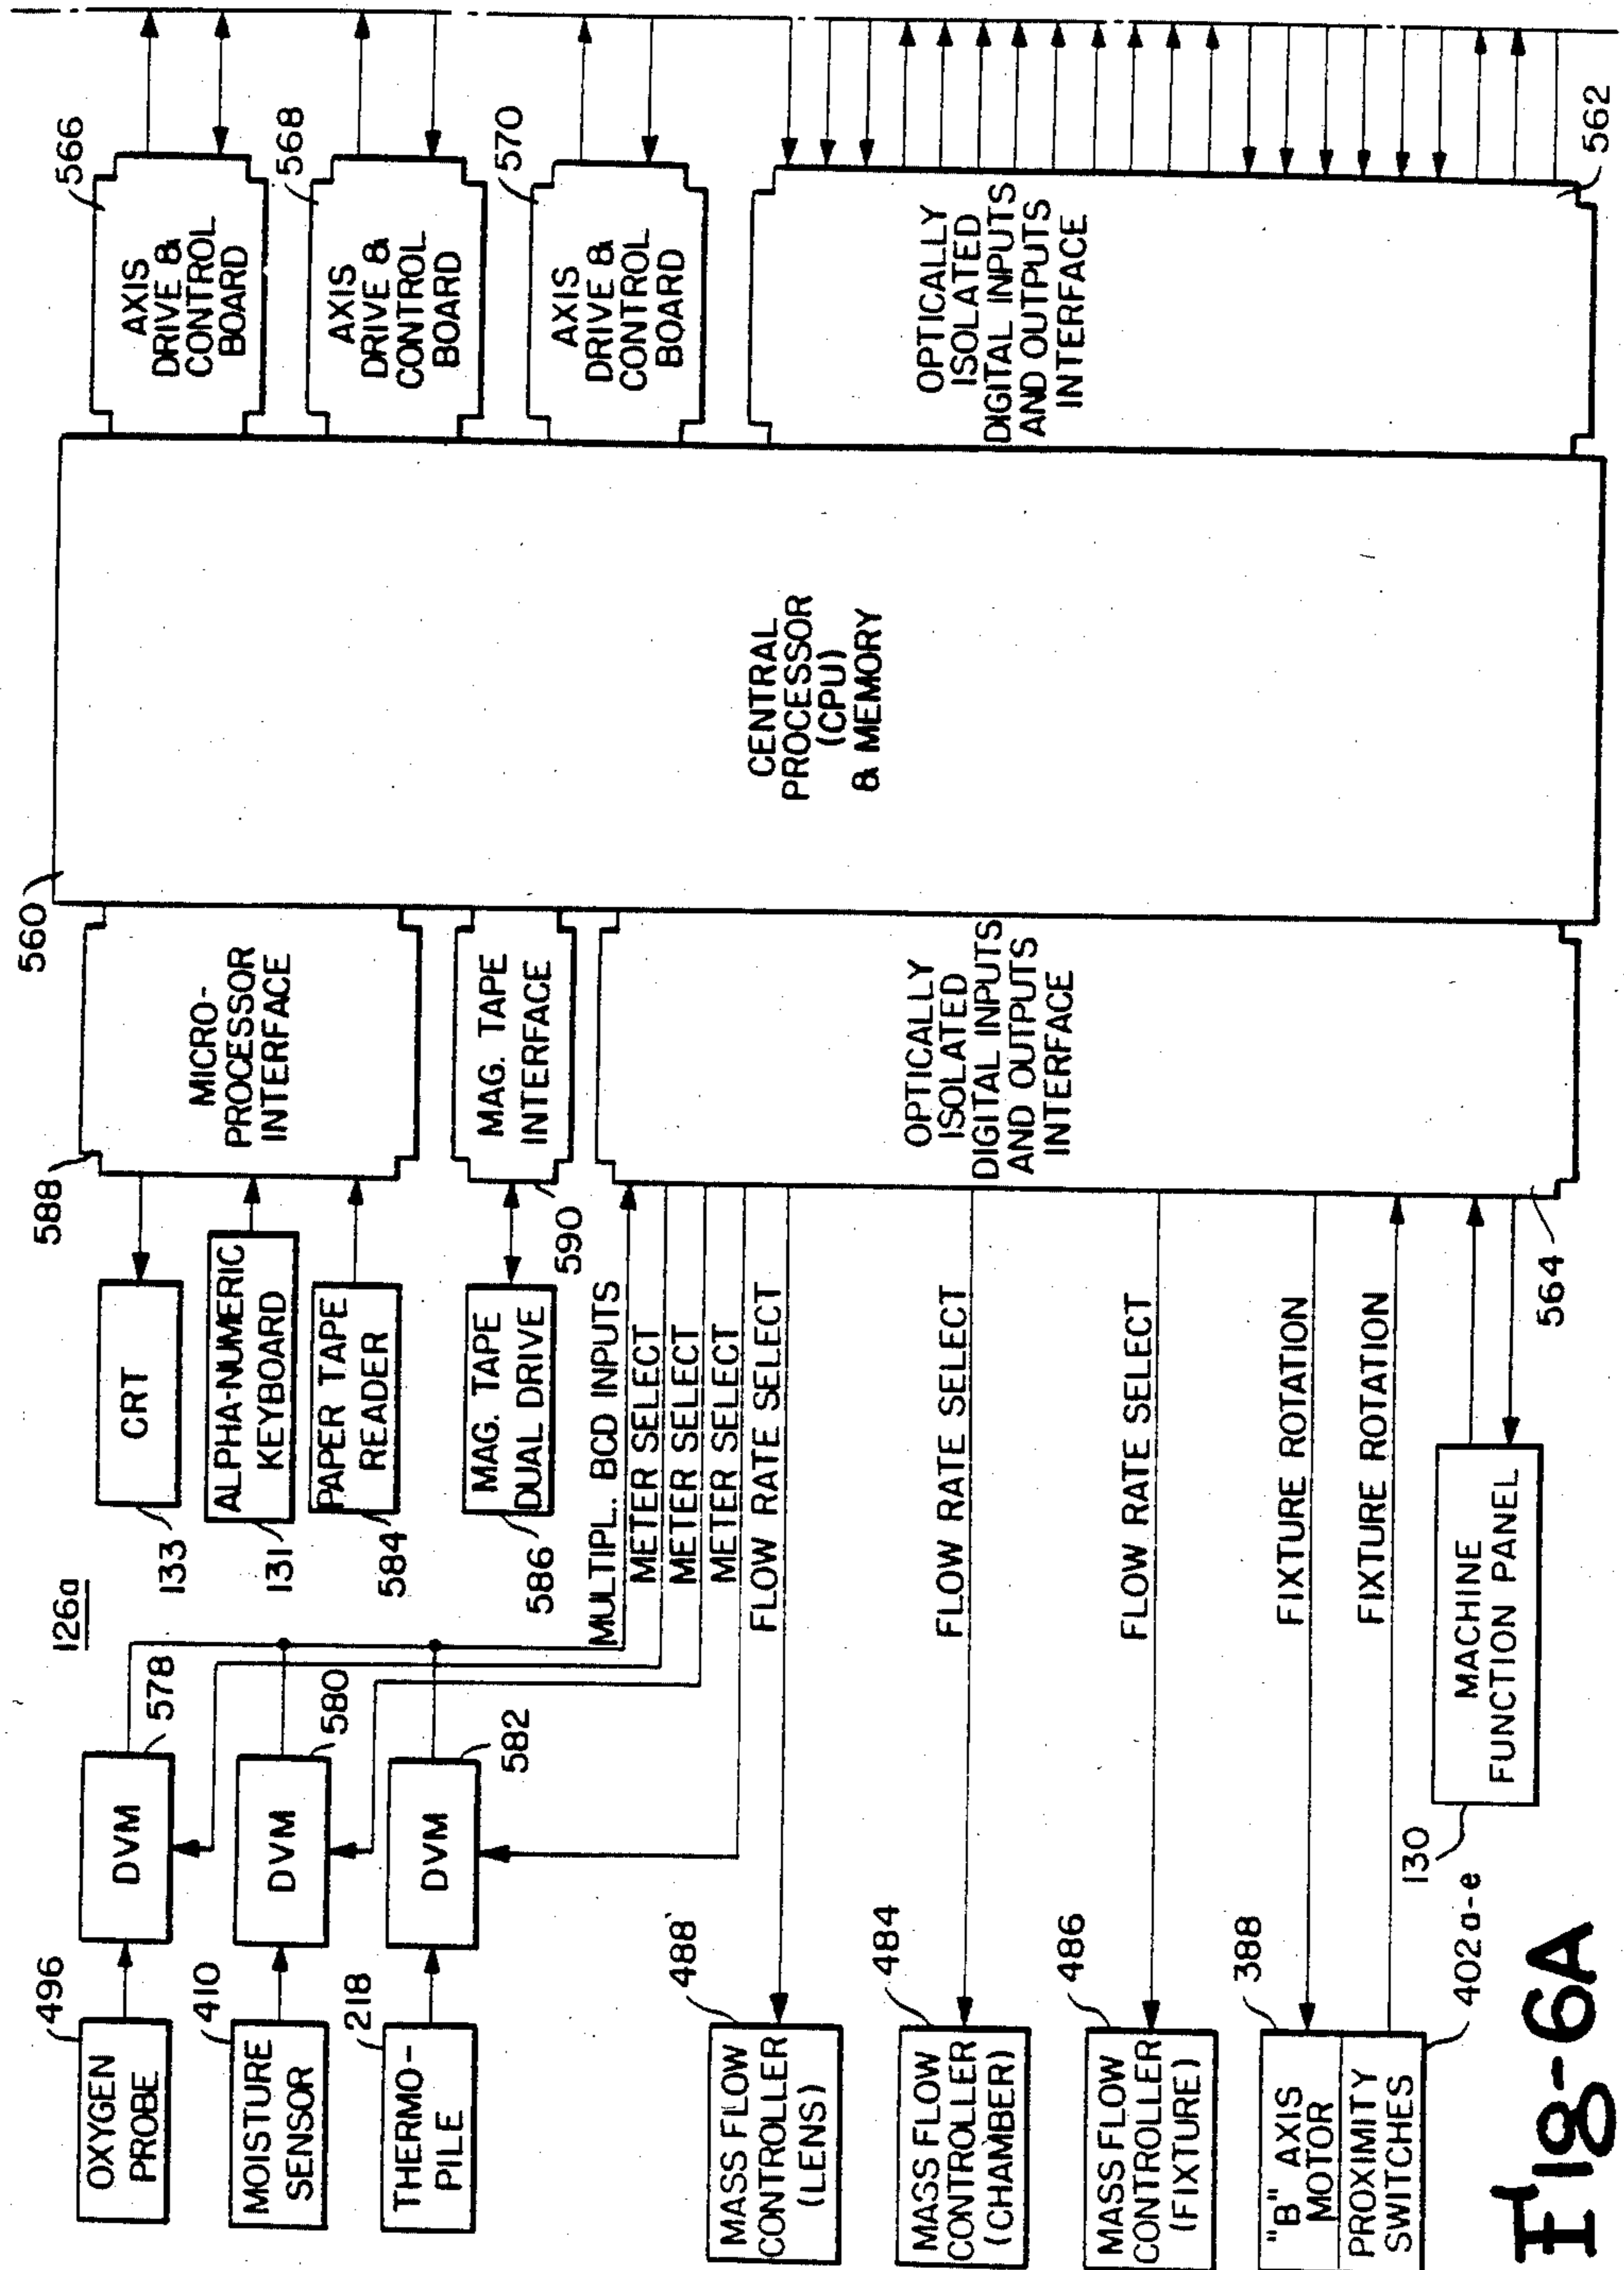 126a
OXYGEN
PROBE
496
DVM
578
MOISTURE
SENSOR
410
DVM
580
THERMO-
PILE
218
DVM
582
CRT
133
ALPHA-NUMERIC
KEYBOARD
131
PAPER TAPE
READER
584
MAG. TAPE
DUAL DRIVE
586
MICRO-
PROCESSOR
INTERFACE
588
MAG. TAPE
INTERFACE
590
MULTIPL. BCD INPUTS
METER SELECT
METER SELECT
METER SELECT
FLOW RATE SELECT
MASS FLOW
CONTROLLER
(LENS)
488
FLOW RATE SELECT
MASS FLOW
CONTROLLER
(CHAMBER)
484
FLOW RATE SELECT
MASS FLOW
CONTROLLER
(FIXTURE)
486
FIXTURE ROTATION
FIXTURE ROTATION
"B" AXIS
MOTOR
388
PROXIMITY
SWITCHES
402a-e
MACHINE
FUNCTION PANEL
130
OPTICALLY
ISOLATED
DIGITAL INPUTS
AND OUTPUTS
INTERFACE
564
560
CENTRAL
PROCESSOR
(CPU)
& MEMORY
AXIS
DRIVE &
CONTROL
BOARD
566
AXIS
DRIVE &
CONTROL
BOARD
568
AXIS
DRIVE &
CONTROL
BOARD
570
OPTICALLY
ISOLATED
DIGITAL INPUTS
AND OUTPUTS
INTERFACE
562
Fig-6A